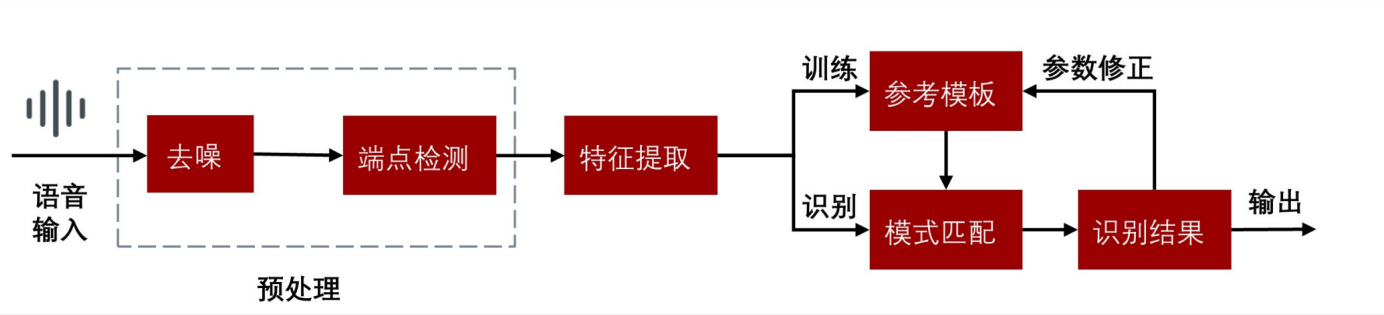 语音
输入
去噪
端点检测
预处理
特征提取
训练
识别
参考模板
参数修正
模式匹配
识别结果
输出